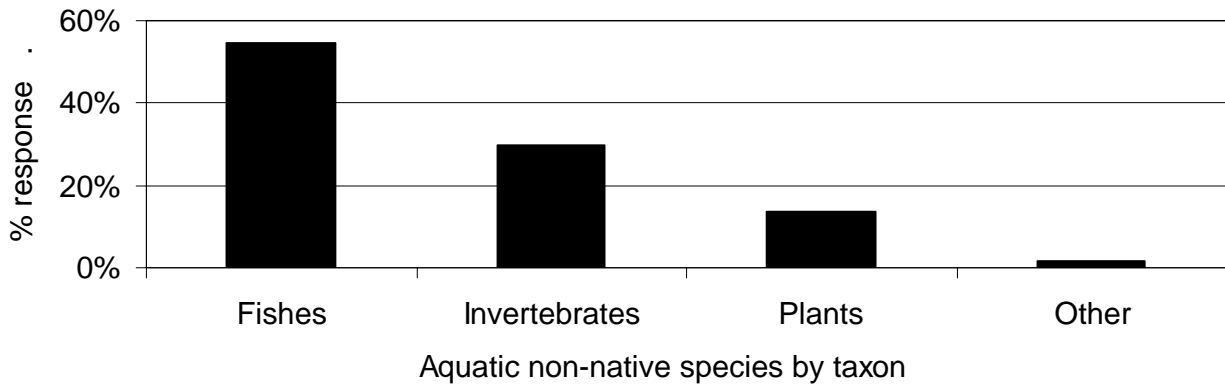 60%
40%
20%
0%
% response .
Fishes Invertebrates Plants Other
Aquatic non-native species by taxon